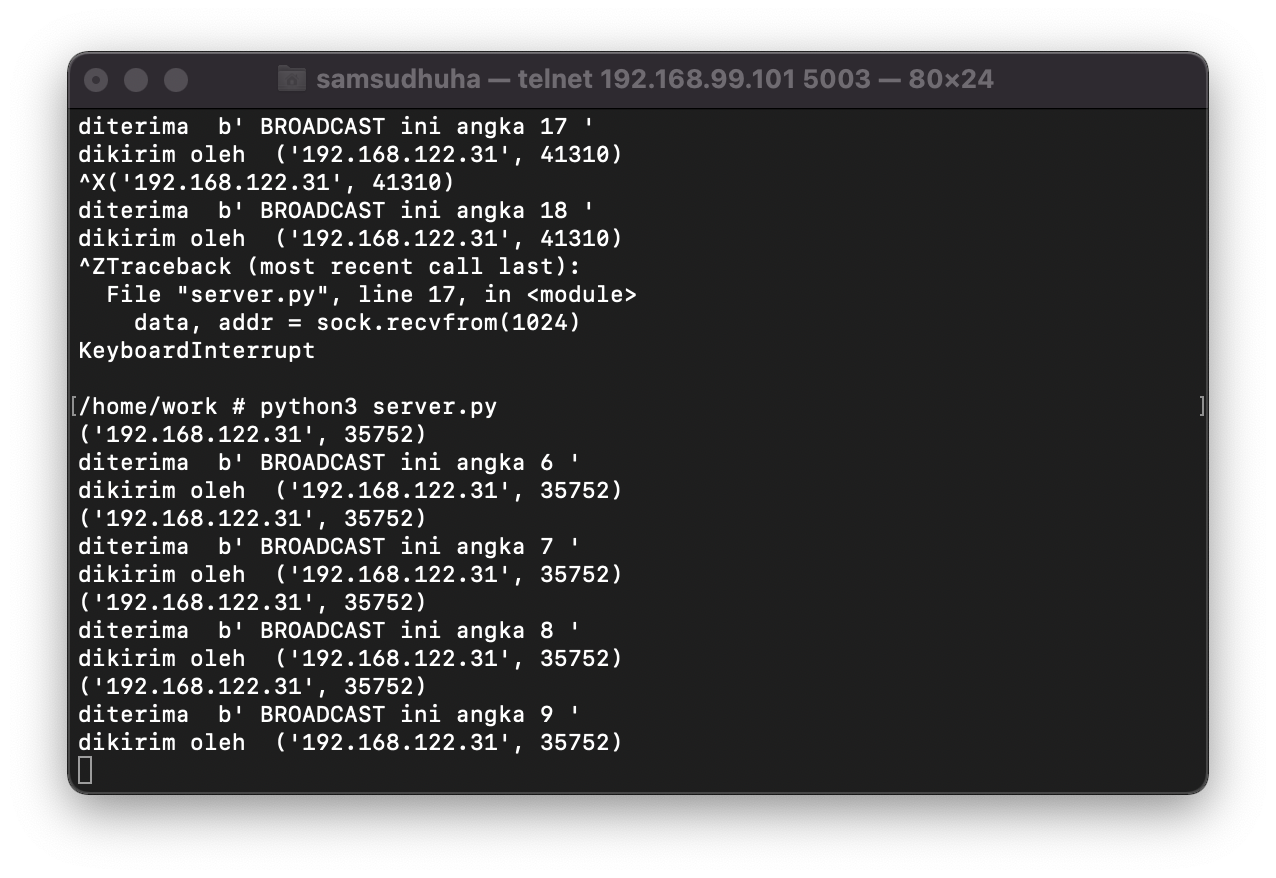 samsudhuha — telnet 192.168.99.101 5003 — 80×24
diterima  b' BROADCAST ini angka 17 '
dikirim oleh  ('192.168.122.31', 41310)
^X('192.168.122.31', 41310)
diterima  b' BROADCAST ini angka 18 '
dikirim oleh  ('192.168.122.31', 41310)
^ZTraceback (most recent call last):
  File "server.py", line 17, in <module>
    data, addr = sock.recvfrom(1024)
KeyboardInterrupt

[/home/work # python3 server.py ]
('192.168.122.31', 35752)
diterima  b' BROADCAST ini angka 6 '
dikirim oleh  ('192.168.122.31', 35752)
('192.168.122.31', 35752)
diterima  b' BROADCAST ini angka 7 '
dikirim oleh  ('192.168.122.31', 35752)
('192.168.122.31', 35752)
diterima  b' BROADCAST ini angka 8 '
dikirim oleh  ('192.168.122.31', 35752)
('192.168.122.31', 35752)
diterima  b' BROADCAST ini angka 9 '
dikirim oleh  ('192.168.122.31', 35752)